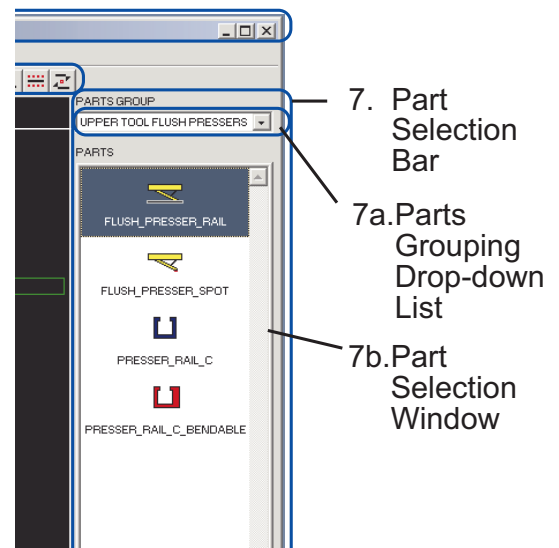 PARTS GROUP
UPPER TOOL FLUSH PRESSERS
PARTS
FLUSH_PRESSER_RAIL
FLUSH_PRESSER_SPOT
PRESSER_RAIL_C
PRESSER_RAIL_C_BENDABLE
7. Part
Selection
Bar
7a.Parts
Grouping
Drop-down
List
7b.Part
Selection
Window